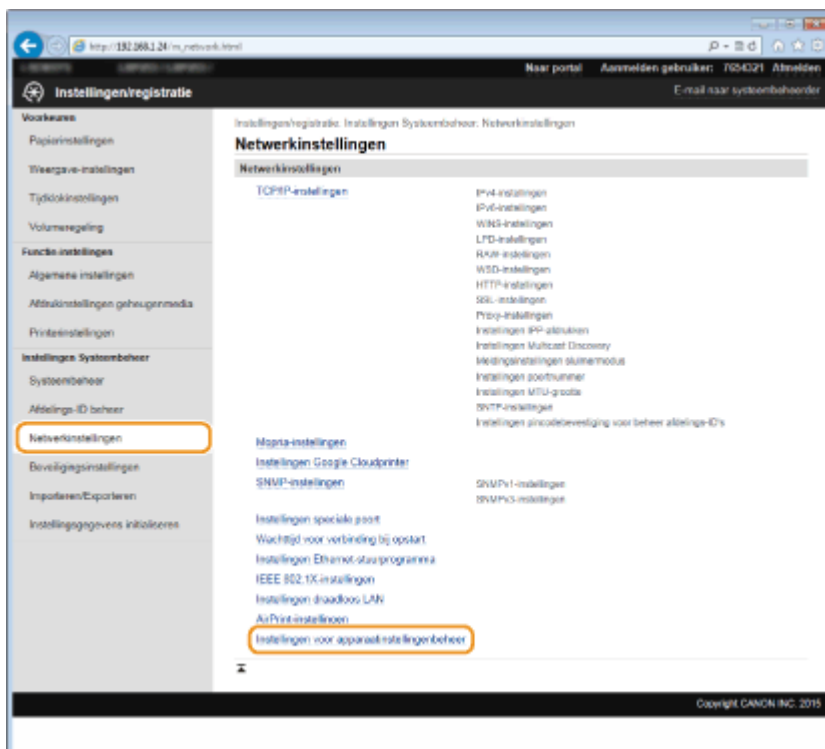 http://192.168.1.24/m_network.html
Naar portal Aanmelden gebruiker: 7654321 Afmelden
Instellingen/registratie
E-mail naar systeembeheerder
Voorkeuren
Papierinstellingen
Weergave-instellingen
Tijdklokinstellingen
Volumeregeling
Functie-instellingen
Algemene instellingen
Afdrukinstellingen geheugenmedia
Printerinstellingen
Instellingen Systeembeheer
Systeembeheer
Afdelings-ID beheer
Netwerkinstellingen
Beveiligingsinstellingen
Importeren/Exporteren
Instellingsgegevens initialiseren
Instellingen/registratie: Instellingen Systeembeheer: Netwerkinstellingen
Netwerkinstellingen
Netwerkinstellingen
TCP/IP-instellingen
IPv4-instellingen
IPv6-instellingen
WINS-instellingen
LPD-instellingen
RAW-instellingen
WSD-instellingen
HTTP-instellingen
SSL-instellingen
Proxy-instellingen
Instellingen IPP-afdrukken
Instellingen Multicast Discovery
Meldingsinstellingen sluimermodus
Instellingen poortnummer
Instellingen MTU-grootte
SNTP-instellingen
Instellingen pincodebevestiging voor beheer afdelings-ID's
Mopria-instellingen
Instellingen Google Cloudprinter
SNMP-instellingen
SNMPv1-instellingen
SNMPv3-instellingen
Instellingen speciale poort
Wachttijd voor verbinding bij opstart
Instellingen Ethernet-stuurprogramma
IEEE 802.1X-instellingen
Instellingen draadloos LAN
AirPrint-instellingen
Instellingen voor apparaatinstellingenbeheer
Copyright CANON INC. 2015